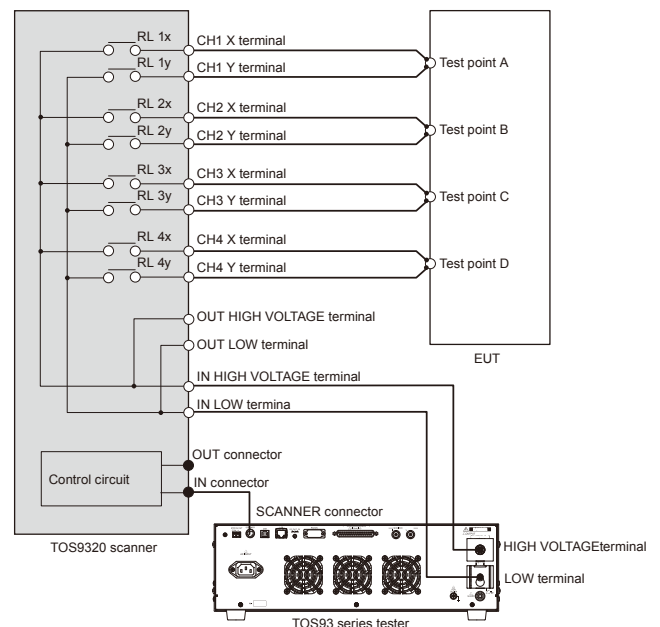 RL 1x
CH1 X terminal
RL 1y
CH1 Y terminal
Test point A
RL 2x
CH2 X terminal
RL 2y
CH2 Y terminal
Test point B
RL 3x
CH3 X terminal
RL 3y
CH3 Y terminal
Test point C
RL 4x
CH4 X terminal
RL 4y
CH4 Y terminal
Test point D
OUT HIGH VOLTAGE terminal
OUT LOW terminal
EUT
IN HIGH VOLTAGE terminal
IN LOW termina
OUT connector
Control circuit
IN connector
SCANNER connector
TOS9320 scanner
HIGH VOLTAGEterminal
LOW terminal
TOS93 series tester